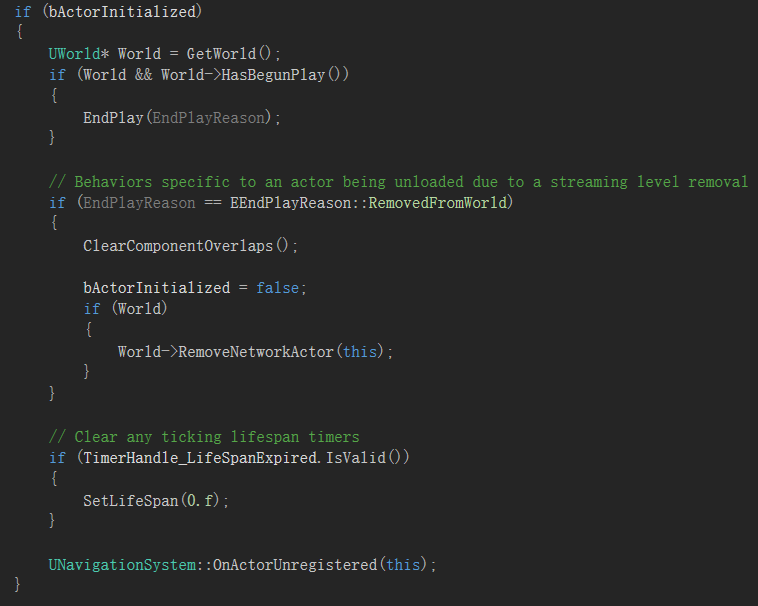 if (bActorInitialized)
{
UWorld* World = GetWorld();
if (World && World->HasBegunPlay())
{
EndPlay(EndPlayReason);
}
// Behaviors specific to an actor being unloaded due to a streaming level removal
if (EndPlayReason == EEndPlayReason::RemovedFromWorld)
{
ClearComponentOverlaps();
bActorInitialized = false;
if (World)
{
World->RemoveNetworkActor(this);
}
}
// Clear any ticking lifespan timers
if (TimerHandle_LifeSpanExpired.IsValid())
{
SetLifeSpan(0.f);
}
UNavigationSystem::OnActorUnregistered(this);
}